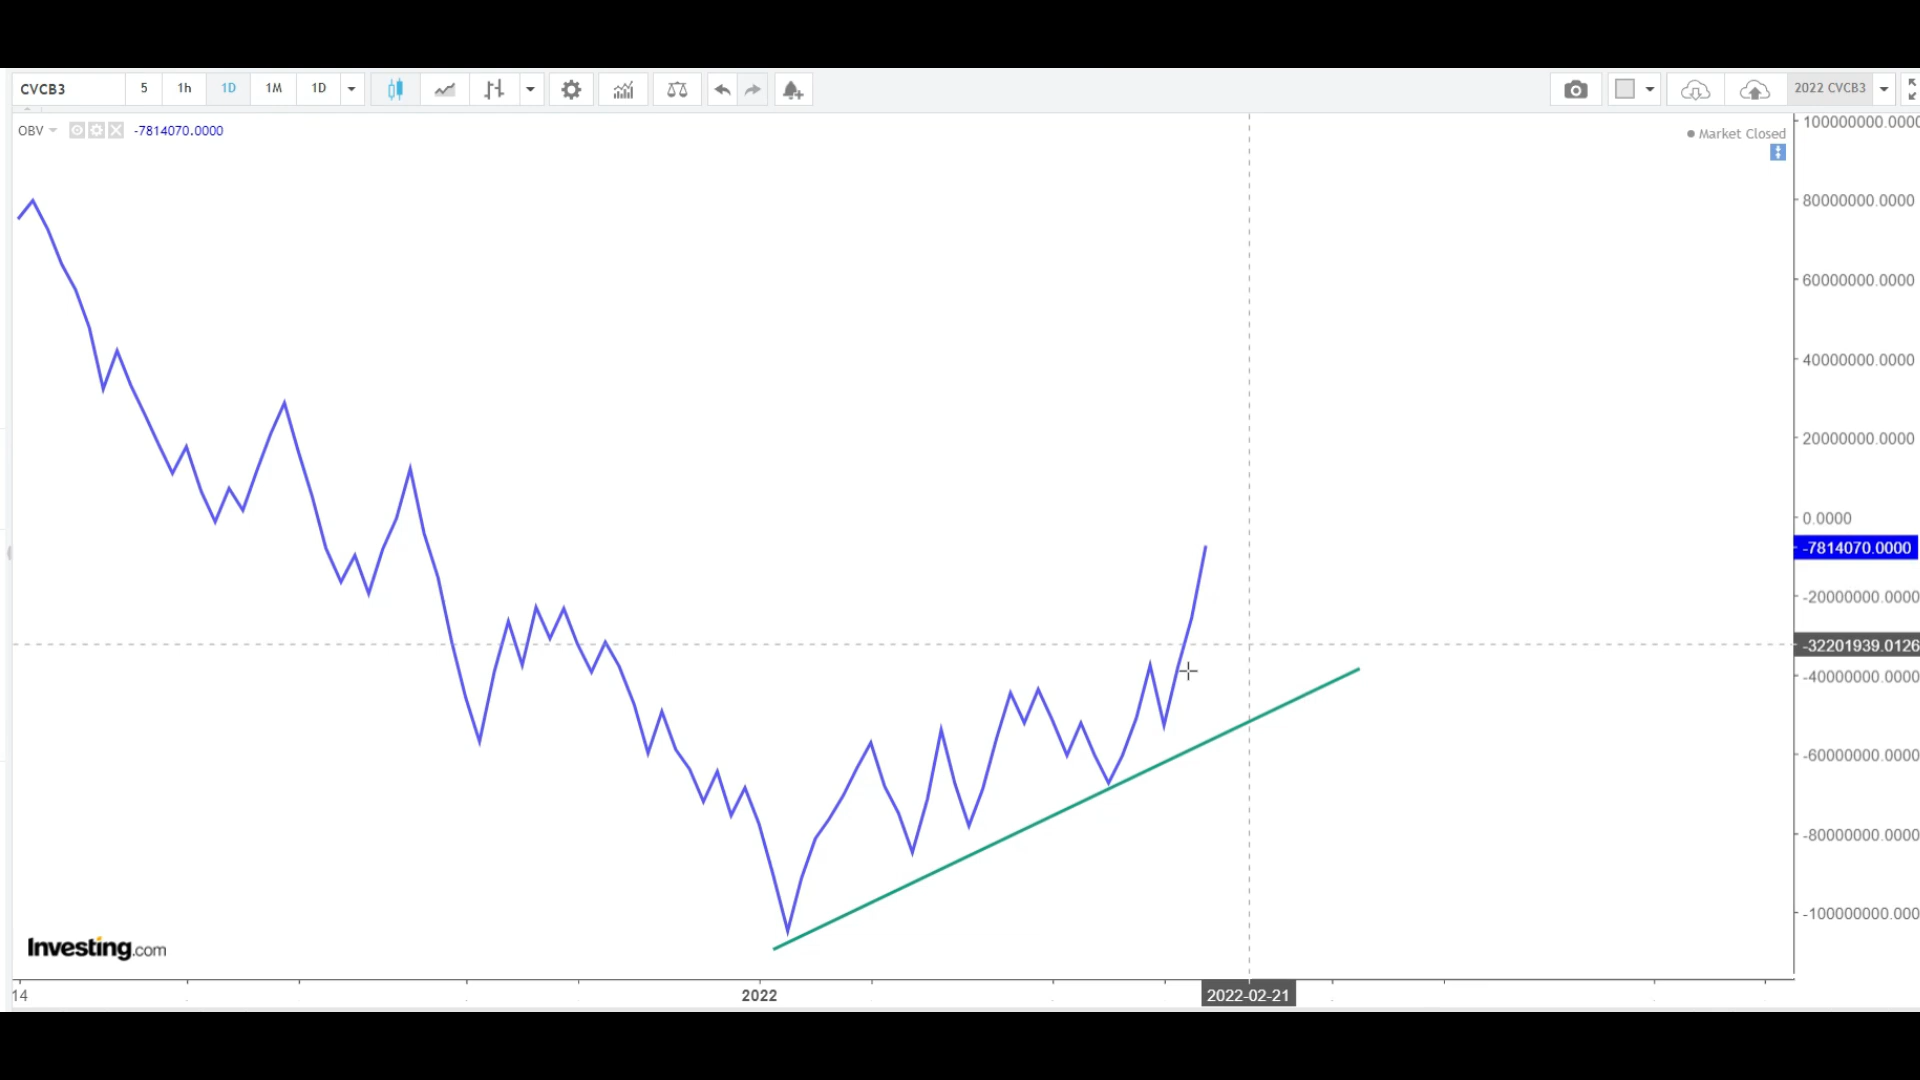 CVCB3 5 1h 1D 1M 1D 2022 CVCB3
OBV -7814070.0000
Market Closed
100000000.0000
80000000.0000
60000000.0000
40000000.0000
20000000.0000
0.0000
-7814070.0000
-20000000.0000
-32201939.0126
-40000000.0000
-60000000.0000
-80000000.0000
-100000000.000
Investing.com
14 2022 2022-02-21